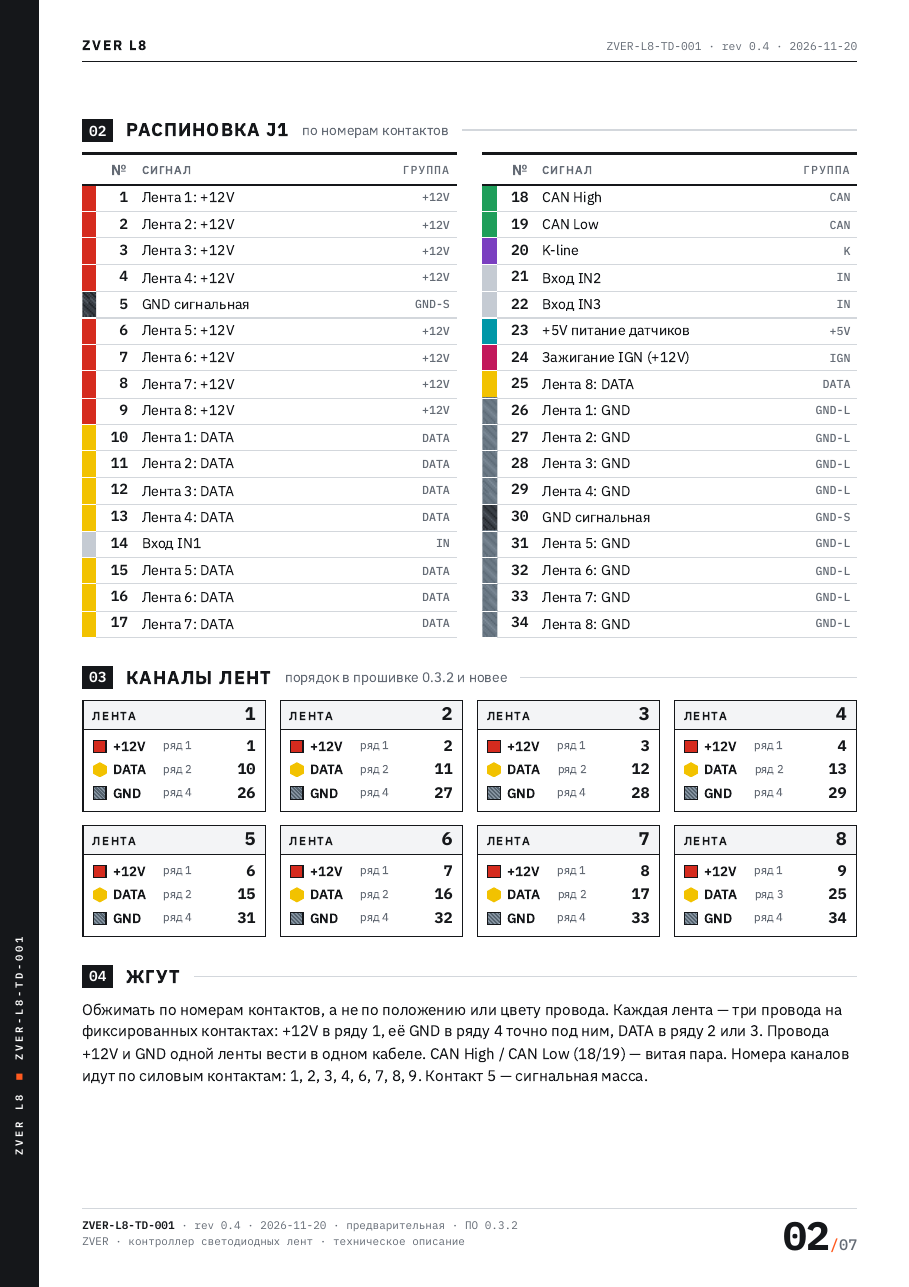 ZVER L8
ZVER-L8-TD-001 · rev 0.4 · 2026-11-20
02 РАСПИНОВКА J1 по номерам контактов
№ СИГНАЛ ГРУППА
1 Лента 1: +12V +12V
2 Лента 2: +12V +12V
3 Лента 3: +12V +12V
4 Лента 4: +12V +12V
5 GND сигнальная GND-S
6 Лента 5: +12V +12V
7 Лента 6: +12V +12V
8 Лента 7: +12V +12V
9 Лента 8: +12V +12V
10 Лента 1: DATA DATA
11 Лента 2: DATA DATA
12 Лента 3: DATA DATA
13 Лента 4: DATA DATA
14 Вход IN1 IN
15 Лента 5: DATA DATA
16 Лента 6: DATA DATA
17 Лента 7: DATA DATA
№ СИГНАЛ ГРУППА
18 CAN High CAN
19 CAN Low CAN
20 K-line K
21 Вход IN2 IN
22 Вход IN3 IN
23 +5V питание датчиков +5V
24 Зажигание IGN (+12V) IGN
25 Лента 8: DATA DATA
26 Лента 1: GND GND-L
27 Лента 2: GND GND-L
28 Лента 3: GND GND-L
29 Лента 4: GND GND-L
30 GND сигнальная GND-S
31 Лента 5: GND GND-L
32 Лента 6: GND GND-L
33 Лента 7: GND GND-L
34 Лента 8: GND GND-L
03 КАНАЛЫ ЛЕНТ порядок в прошивке 0.3.2 и новее
ЛЕНТА 1
+12V ряд 1 1
DATA ряд 2 10
GND ряд 4 26
ЛЕНТА 2
+12V ряд 1 2
DATA ряд 2 11
GND ряд 4 27
ЛЕНТА 3
+12V ряд 1 3
DATA ряд 2 12
GND ряд 4 28
ЛЕНТА 4
+12V ряд 1 4
DATA ряд 2 13
GND ряд 4 29
ЛЕНТА 5
+12V ряд 1 6
DATA ряд 2 15
GND ряд 4 31
ЛЕНТА 6
+12V ряд 1 7
DATA ряд 2 16
GND ряд 4 32
ЛЕНТА 7
+12V ряд 1 8
DATA ряд 2 17
GND ряд 4 33
ЛЕНТА 8
+12V ряд 1 9
DATA ряд 3 25
GND ряд 4 34
04 ЖГУТ
Обжимать по номерам контактов, а не по положению или цвету провода. Каждая лента — три провода на
фиксированных контактах: +12V в ряду 1, её GND в ряду 4 точно под ним, DATA в ряду 2 или 3. Провода
+12V и GND одной ленты вести в одном кабеле. CAN High / CAN Low (18/19) — витая пара. Номера каналов
идут по силовым контактам: 1, 2, 3, 4, 6, 7, 8, 9. Контакт 5 — сигнальная масса.
ZVER L8 ■ ZVER-L8-TD-001
ZVER-L8-TD-001 · rev 0.4 · 2026-11-20 · предварительная · ПО 0.3.2
ZVER · контроллер светодиодных лент · техническое описание
02/07